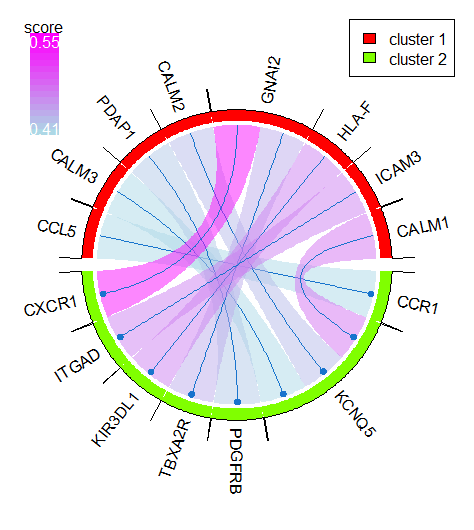 score
0.55
0.41
cluster 1
cluster 2
GNAI2
HLA-F
ICAM3
CALM1
CCR1
KCNQ5
PDGFRB
TBXA2R
KIR3DL1
ITGAD
CXCR1
CCL5
CALM3
PDAP1
CALM2